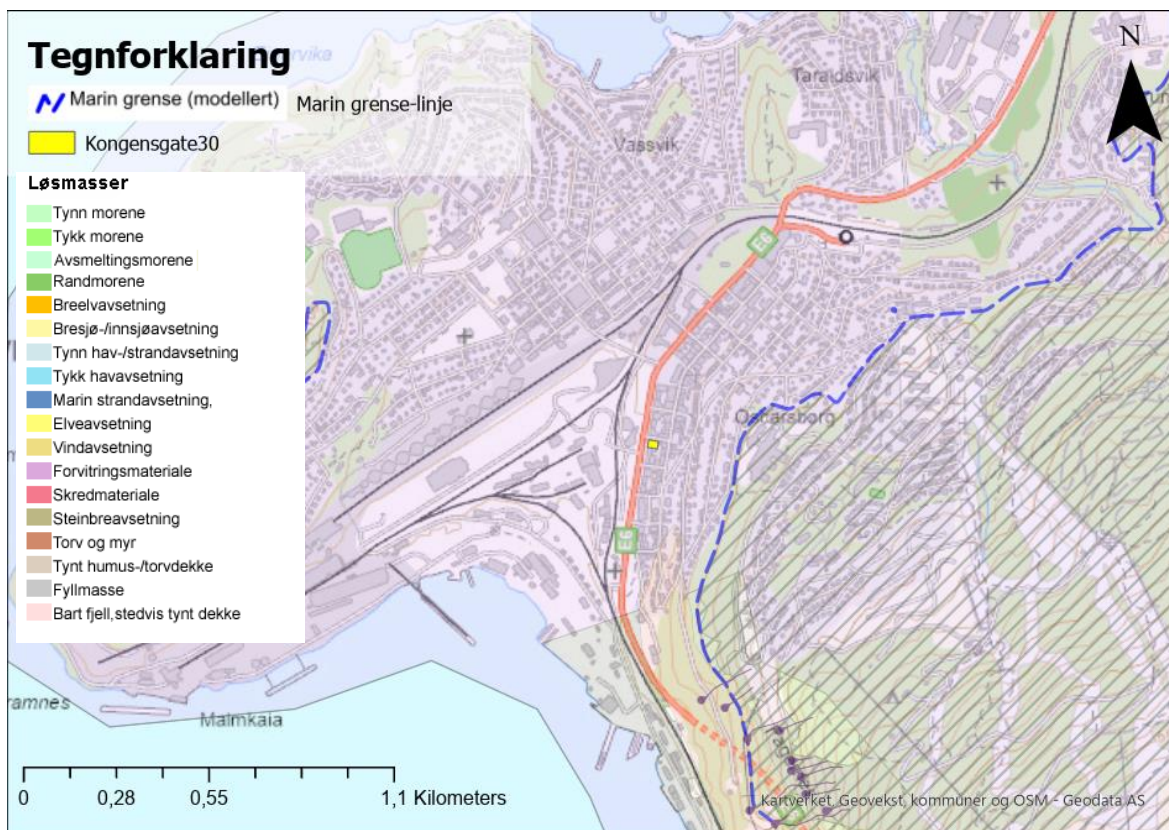 Tegnforklaring
Marin grense (modellert) Marin grense-linje
Kongensgate30
Løsmasser
Tynn morene
Tykk morene
Avsmeltingsmorene
Randmorene
Breelvavsetning
Bresjø-/innsjøavsetning
Tynn hav-/strandavsetning
Tykk havavsetning
Marin strandavsetning,
Elveavsetning
Vindavsetning
Forvitringsmateriale
Skredmateriale
Steinbreavsetning
Torv og myr
Tynt humus-/torvdekke
Fyllmasse
Bart fjell,stedvis tynt dekke
N
Taraldsvik
Vassvik
E6
Oscarsborg
E6
ramnes
Malmkaia
0 0,28 0,55 1,1 Kilometers
Kartverket, Geovekst, kommuner og OSM - Geodata AS